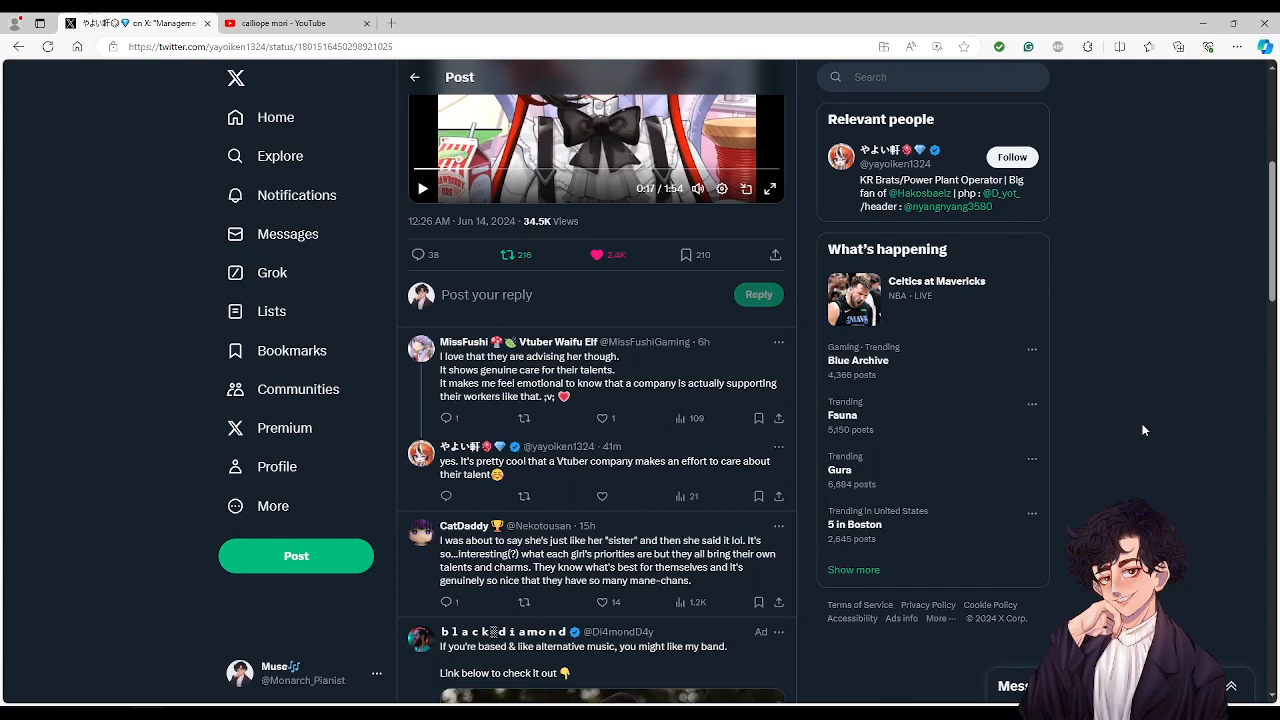 やよい軒🎲💎 on X: "Manageme
calliope mori - YouTube
https://twitter.com/yayoiken1324/status/1801516450298921025
Home
Explore
Notifications
Messages
Grok
Lists
Bookmarks
Communities
Premium
Profile
More
Post
Muse🎶
@Monarch_Pianist
Post
STRAWBERRY
0:17 / 1:54
12:26 AM · Jun 14, 2024 · 34.5K Views
38
216
2.4K
210
Post your reply
Reply
MissFushi 🍄🍃 Vtuber Waifu Elf @MissFushiGaming · 6h
I love that they are advising her though.
It shows genuine care for their talents.
It makes me feel emotional to know that a company is actually supporting
their workers like that. ;v; ❤
1
1
109
やよい軒🎲💎 @yayoiken1324 · 41m
yes. It's pretty cool that a Vtuber company makes an effort to care about
their talent☺️
21
CatDaddy 🏆 @Nekotousan · 15h
I was about to say she's just like her "sister" and then she said it lol. It's
so...interesting(?) what each girl's priorities are but they all bring their own
talents and charms. They know what's best for themselves and it's
genuinely so nice that they have so many mane-chans.
1
14
1.2K
b l a c k▒d i a m o n d @Di4mondD4y
Ad
If you're based & like alternative music, you might like my band.
Link below to check it out 👇
Search
Relevant people
やよい軒🎲💎
@yayoiken1324
Follow
KR Brats/Power Plant Operator | Big
fan of @Hakosbaelz | php : @D_yot_
/header : @nyangnyang3580
What's happening
Celtics at Mavericks
NBA · LIVE
Gaming · Trending
Blue Archive
4,366 posts
Trending
Fauna
5,150 posts
Trending
Gura
6,684 posts
Trending in United States
5 in Boston
2,645 posts
Show more
Terms of Service Privacy Policy Cookie Policy
Accessibility Ads info More ··· © 2024 X Corp.
Mess